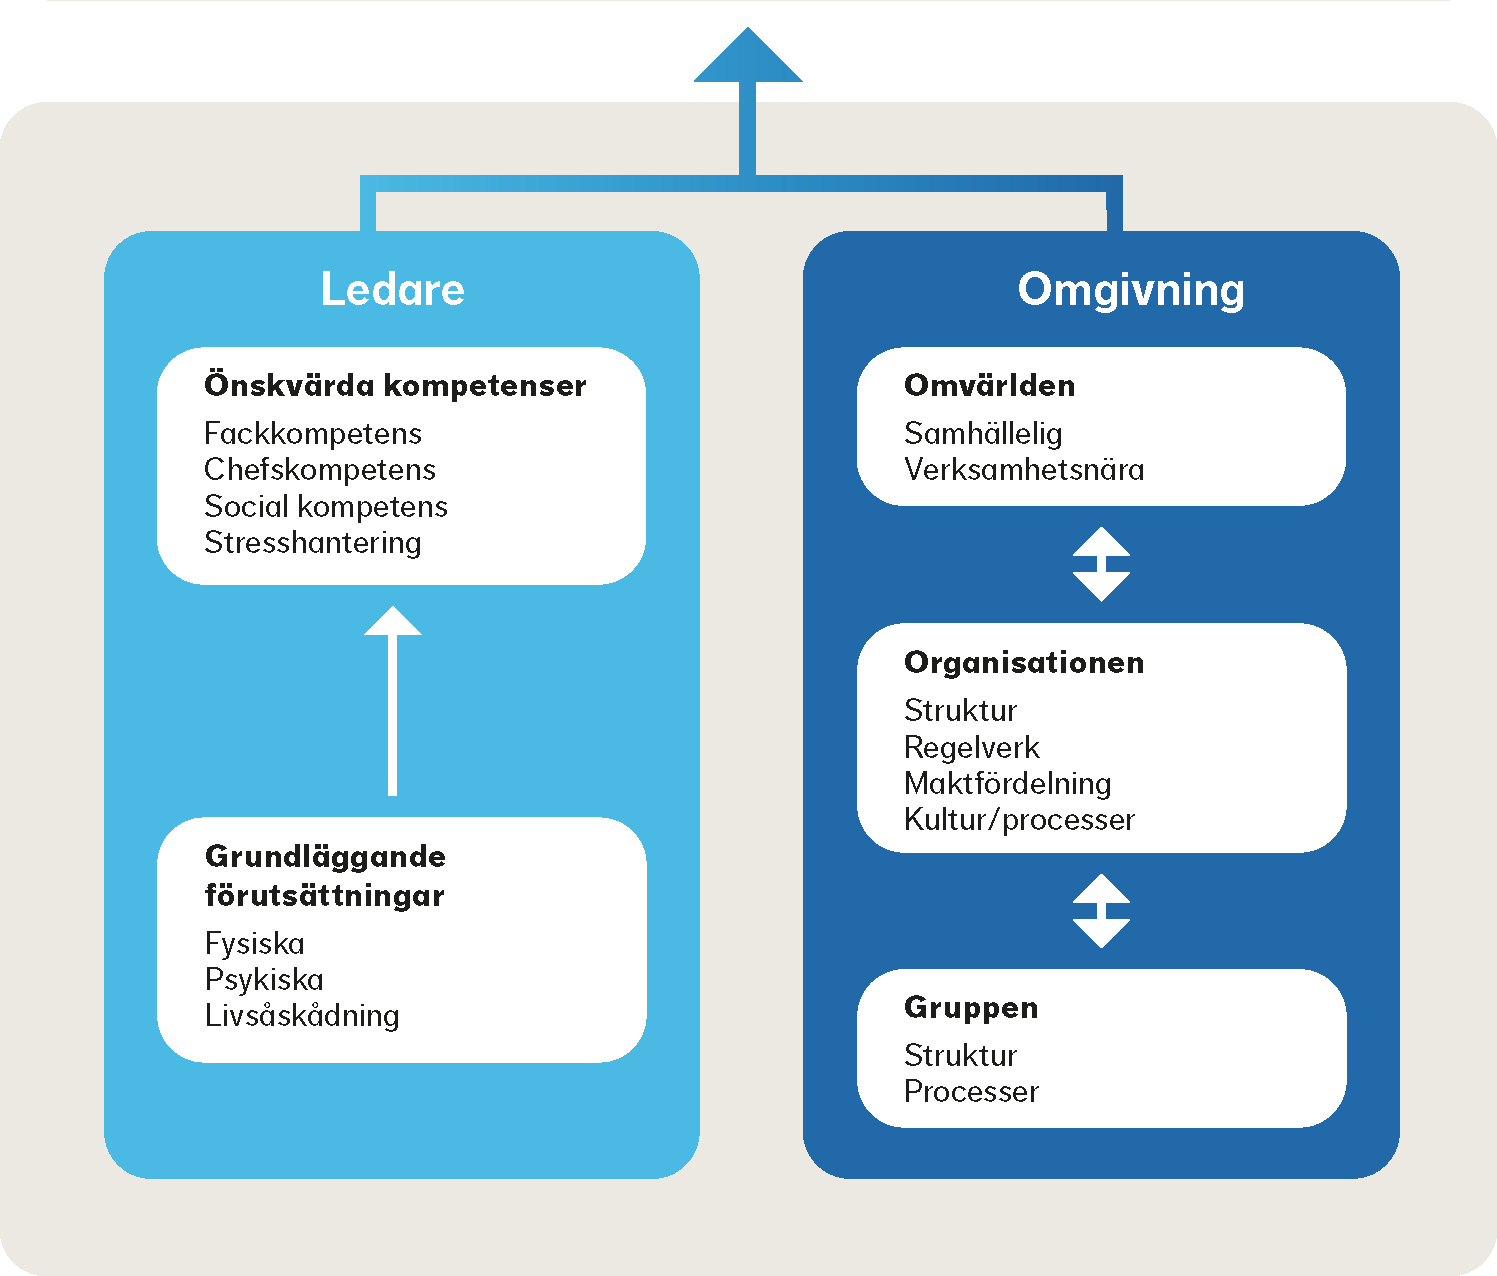 Ledare
Önskvärda kompetenser
Fackkompetens
Chefskompetens
Social kompetens
Stresshantering
Grundläggande
förutsättningar
Fysiska
Psykiska
Livsåskådning
Omgivning
Omvärlden
Samhällelig
Verksamhetsnära
Organisationen
Struktur
Regelverk
Maktfördelning
Kultur/processer
Gruppen
Struktur
Processer